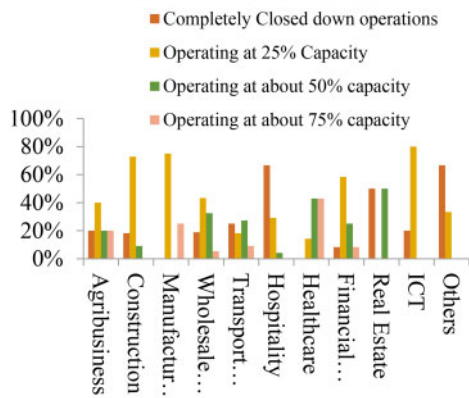 Completely Closed down operations
Operating at 25% Capacity
Operating at about 50% capacity
Operating at about 75% capacity
100%
80%
60%
40%
20%
0%
Agribusiness
Construction
Manufactur…
Wholesale…
Transport…
Hospitality
Healthcare
Financial…
Real Estate
ICT
Others